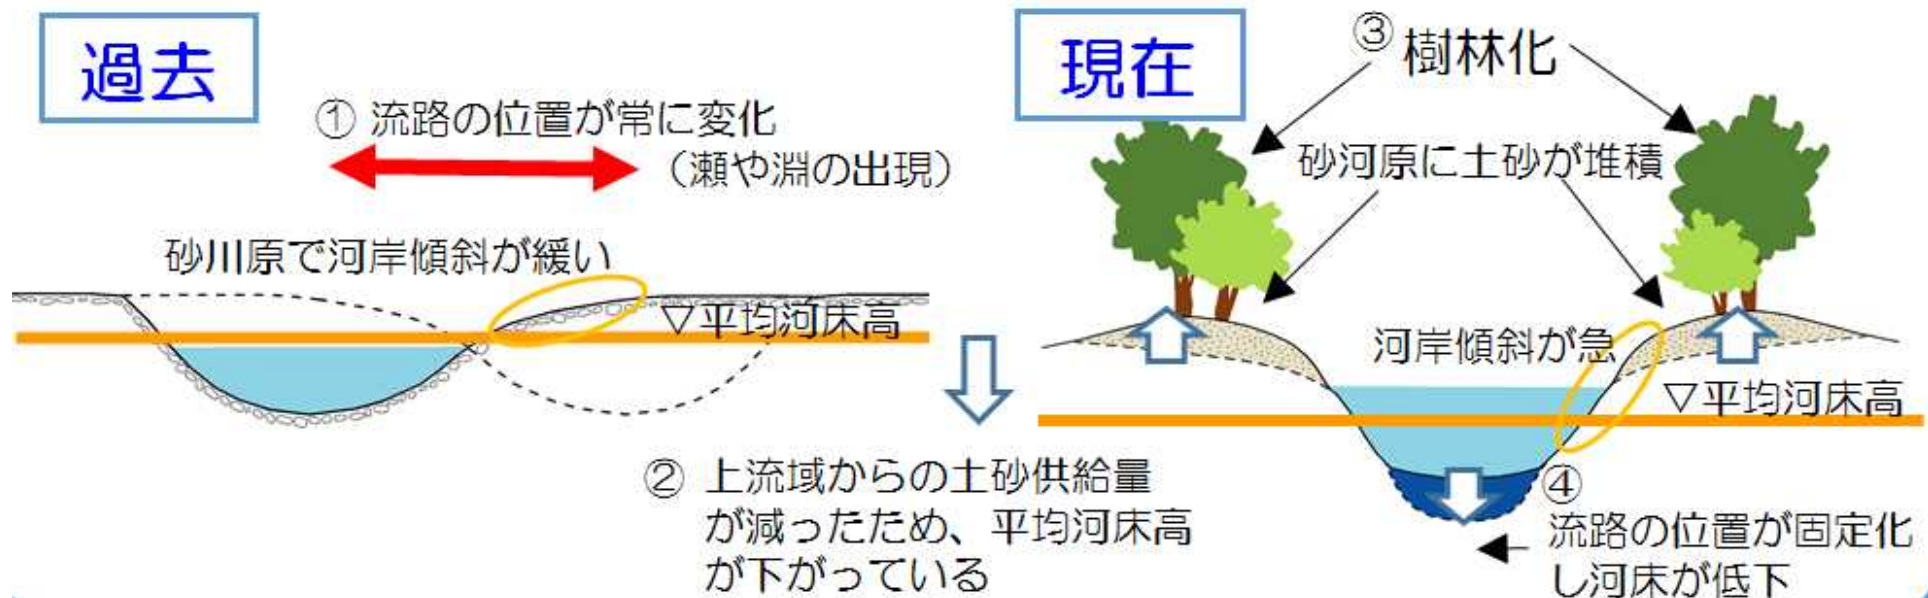 過去
① 流路の位置が常に変化
（瀬や淵の出現）
砂川原で河岸傾斜が緩い
▽平均河床高
② 上流域からの土砂供給量
が減ったため、平均河床高
が下がっている
現在
③ 樹林化
砂河原に土砂が堆積
河岸傾斜が急
▽平均河床高
④
流路の位置が固定化
し河床が低下